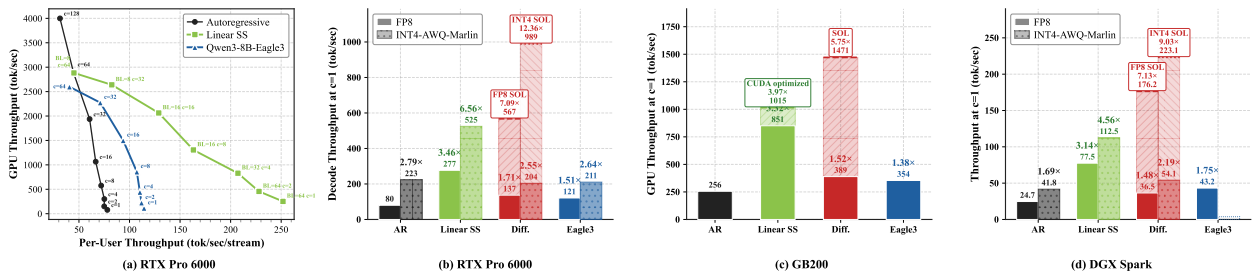 GPU Throughput (tok/sec)
4000
3500
3000
2500
2000
1500
1000
500
0
50
100
150
200
250
Per-User Throughput (tok/sec/stream)
Autoregressive
Linear SS
Qwen3-8B-Eagle3
c=128
c=64
c=32
c=16
c=8
c=4
c=2
c=1
c=64
BL=8 c=32
BL=16 c=16
BL=16 c=8
BL=32 c=4
BL=64 c=2
BL=64 c=1
c=64
c=32
c=16
c=8
c=4
c=2
c=1
(a) RTX Pro 6000
Decode Throughput at c=1 (tok/sec)
1000
800
600
400
200
0
FP8
INT4-AWQ-Marlin
80
2.79×
223
3.46×
277
6.56×
525
FP8 SOL
7.09×
567
1.71×
137
INT4 SOL
12.36×
989
2.55×
204
1.51×
121
2.64×
211
AR
Linear SS
Diff.
Eagle3
(b) RTX Pro 6000
GPU Throughput at c=1 (tok/sec)
1750
1500
1250
1000
750
500
250
0
256
CUDA optimized
3.97×
1015
3.32×
851
SOL
5.75×
1471
1.52×
389
1.38×
354
AR
Linear SS
Diff.
Eagle3
(c) GB200
Throughput at c=1 (tok/sec)
250
200
150
100
50
0
FP8
INT4-AWQ-Marlin
24.7
1.69×
41.8
3.14×
77.5
4.56×
112.5
FP8 SOL
7.13×
176.2
1.48×
36.5
INT4 SOL
9.03×
223.1
2.19×
54.1
1.75×
43.2
AR
Linear SS
Diff.
Eagle3
(d) DGX Spark